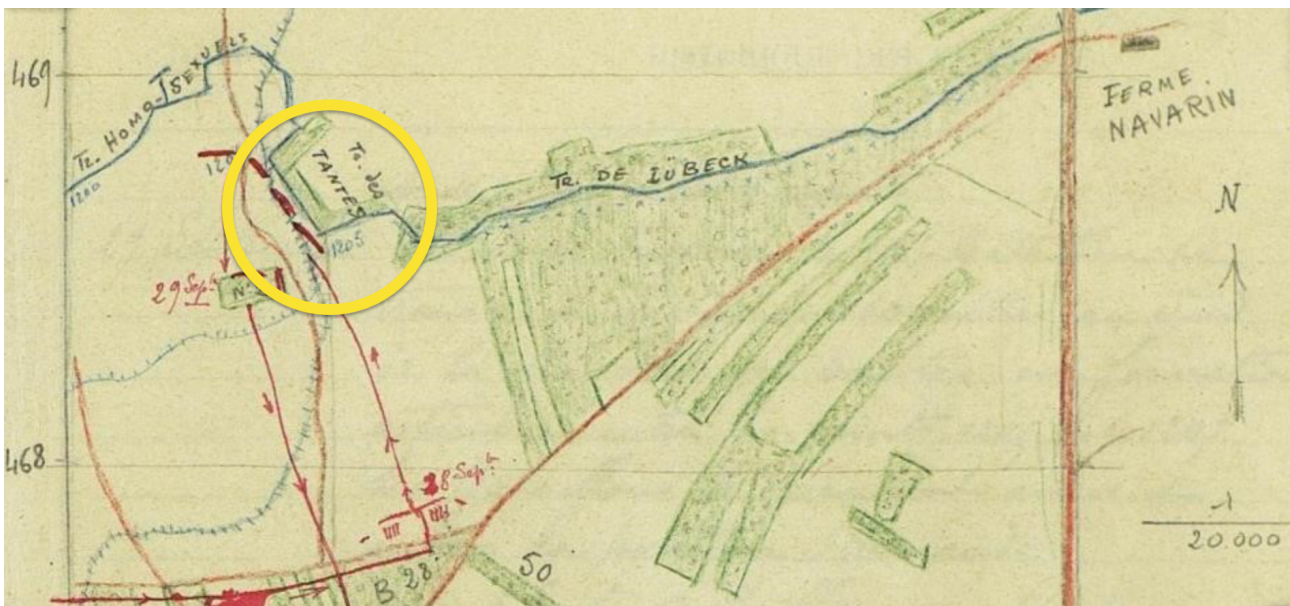 469
Tr. HOMO-SEXUELS
1200
120
Tr. des
TANTES
1205
Tr. DE LÜBECK
FERME.
NAVARIN
N
29 Sept.
N
468
28 Sept.
B 28
50
1
20.000